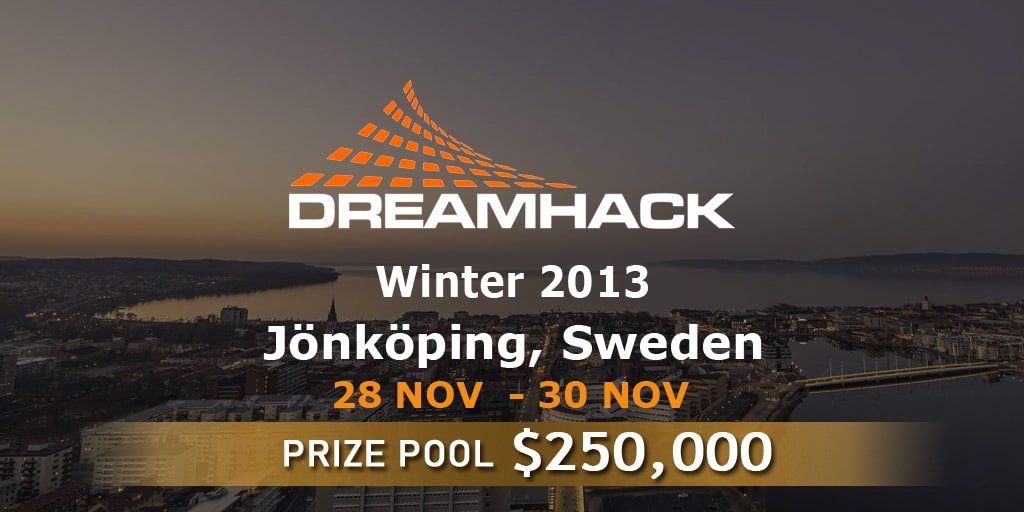 DREAMHACK
Winter 2013
Jönköping, Sweden
28 NOV - 30 NOV
PRIZE POOL $250,000